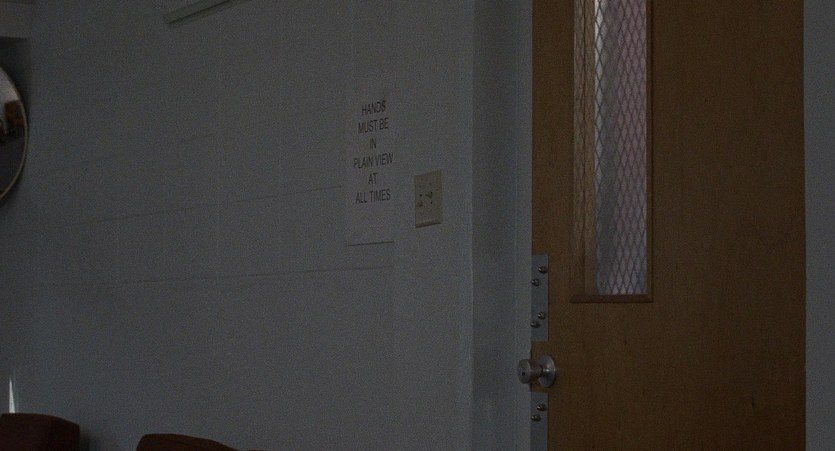 HANDS
MUST BE
IN
PLAIN VIEW
AT
ALL TIMES